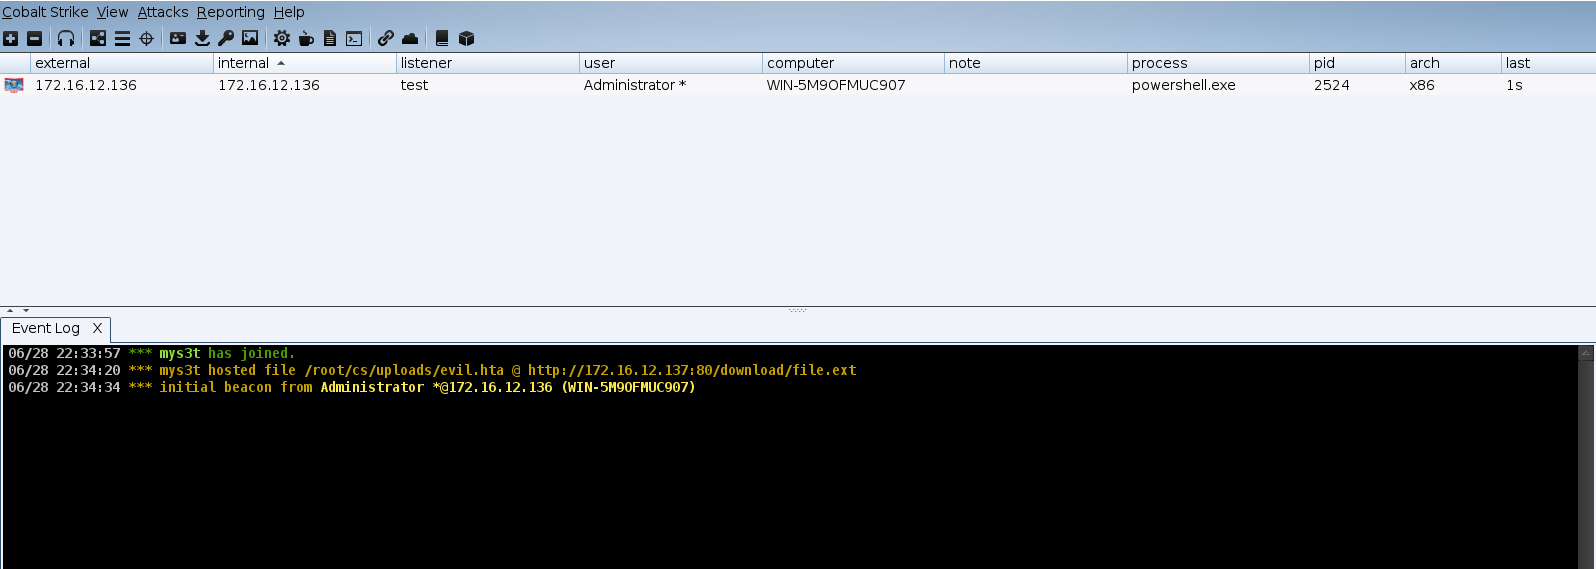 Cobalt Strike View Attacks Reporting Help
external internal listener user computer note process pid arch last
172.16.12.136 172.16.12.136 test Administrator * WIN-5M9OFMUC907 powershell.exe 2524 x86 1s
Event Log X
06/28 22:33:57 *** mys3t has joined.
06/28 22:34:20 *** mys3t hosted file /root/cs/uploads/evil.hta @ http://172.16.12.137:80/download/file.ext
06/28 22:34:34 *** initial beacon from Administrator *@172.16.12.136 (WIN-5M9OFMUC907)